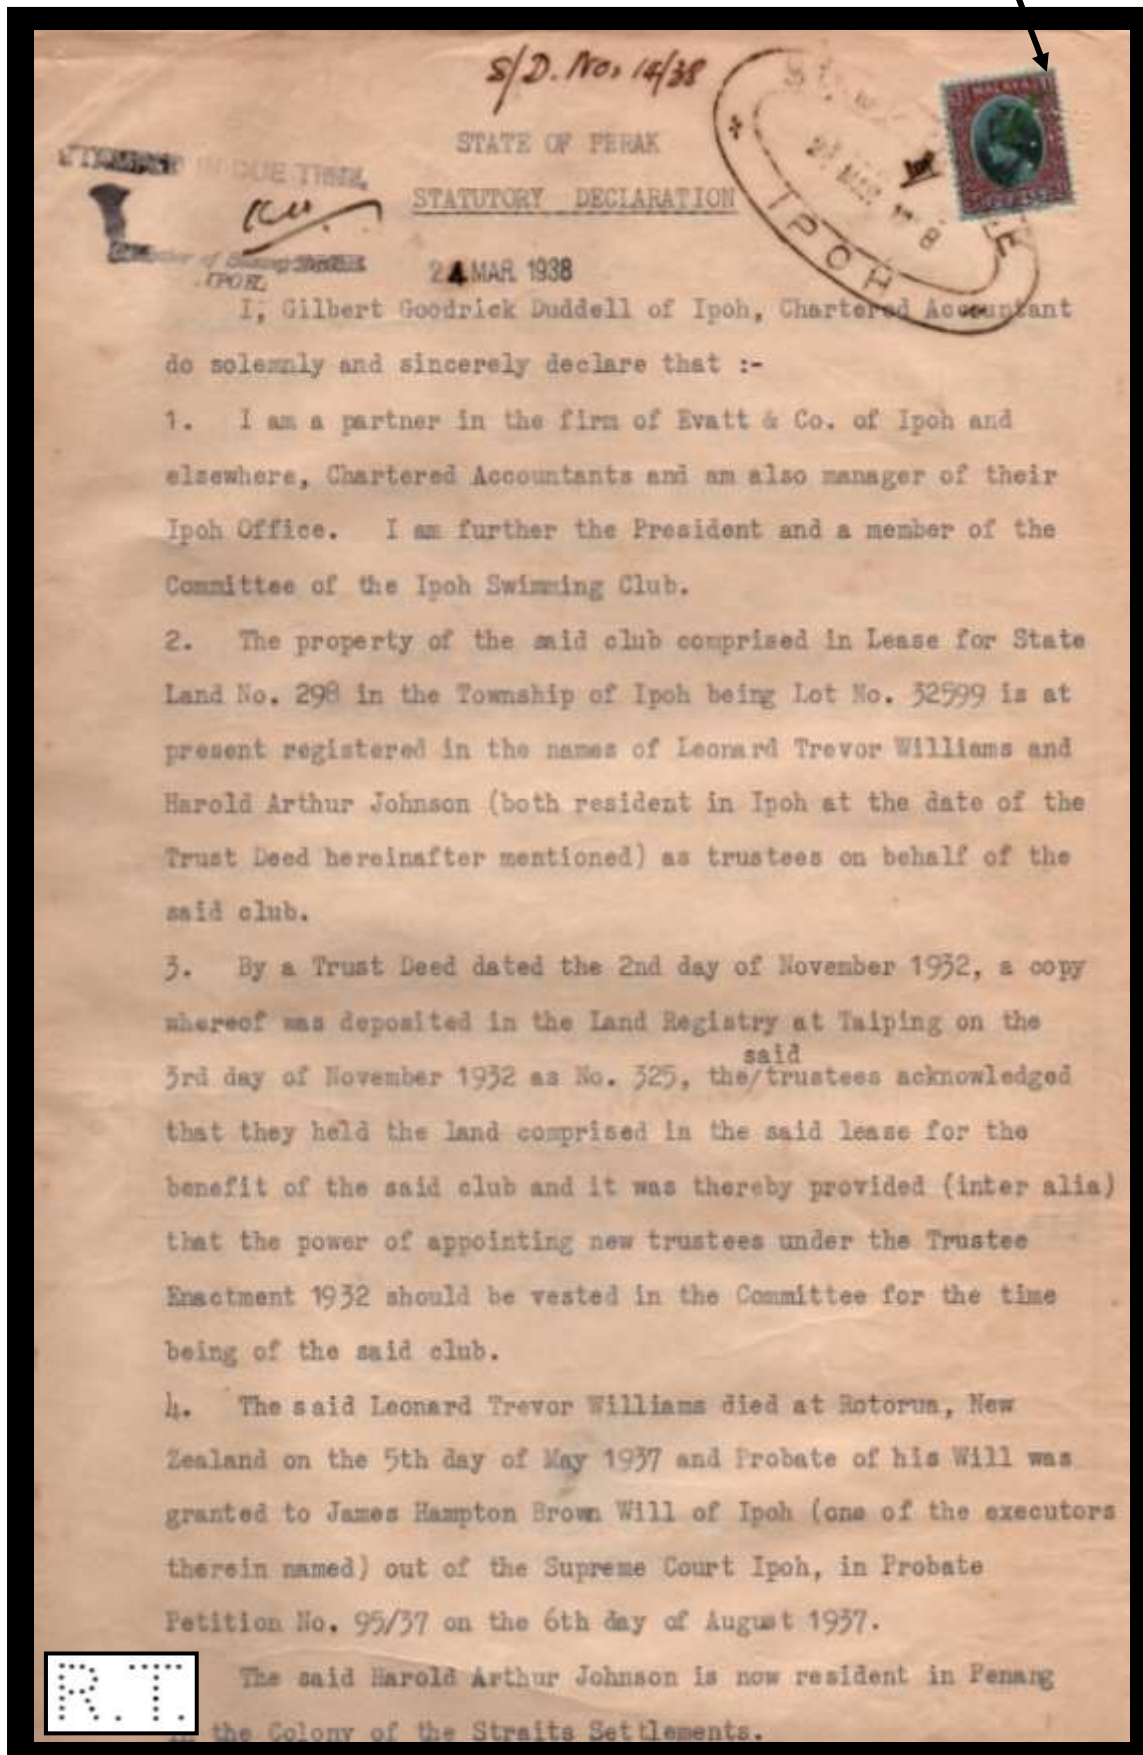 S/D. No. 14/38
STATE OF PERAK
STAMPED IN DUE TIME
STATUTORY DECLARATION
Collector of Stamp
IPOH.
IPOH
24 MAR 1938
I, Gilbert Goodrick Duddell of Ipoh, Chartered Accountant
do solemnly and sincerely declare that :-
1. I am a partner in the firm of Evatt & Co. of Ipoh and
elsewhere, Chartered Accountants and am also manager of their
Ipoh Office. I am further the President and a member of the
Committee of the Ipoh Swimming Club.
2. The property of the said club comprised in Lease for State
Land No. 298 in the Township of Ipoh being Lot No. 32599 is at
present registered in the names of Leonard Trevor Williams and
Harold Arthur Johnson (both resident in Ipoh at the date of the
Trust Deed hereinafter mentioned) as trustees on behalf of the
said club.
3. By a Trust Deed dated the 2nd day of November 1932, a copy
whereof was deposited in the Land Registry at Taiping on the
said
3rd day of November 1932 as No. 325, the/trustees acknowledged
that they held the land comprised in the said lease for the
benefit of the said club and it was thereby provided (inter alia)
that the power of appointing new trustees under the Trustee
Enactment 1932 should be vested in the Committee for the time
being of the said club.
4. The said Leonard Trevor Williams died at Rotorua, New
Zealand on the 5th day of May 1937 and Probate of his Will was
granted to James Hampton Brown Will of Ipoh (one of the executors
therein named) out of the Supreme Court Ipoh, in Probate
Petition No. 95/37 on the 6th day of August 1937.
The said Harold Arthur Johnson is now resident in Penang
in the Colony of the Straits Settlements.
R.T.